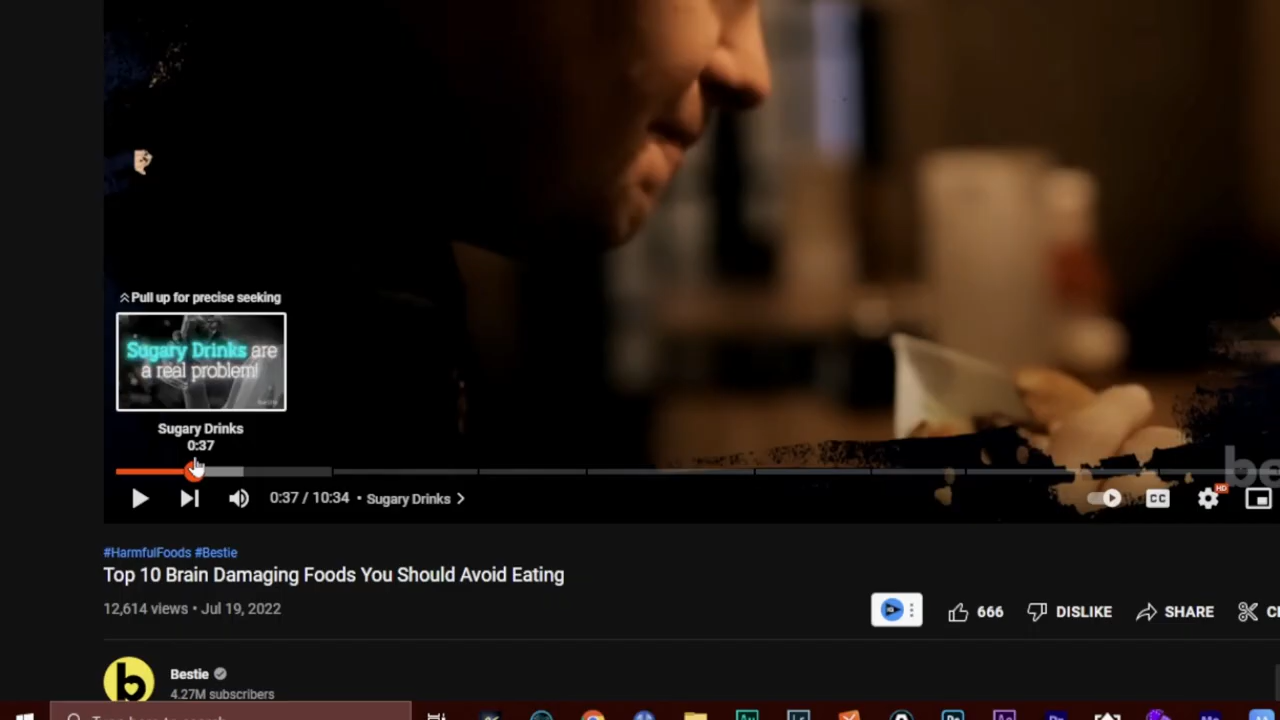 Pull up for precise seeking
Sugary Drinks are
a real problem!
Sugary Drinks
0:37
be
0:37 / 10:34 • Sugary Drinks
CC
HD
#HarmfulFoods #Bestie
Top 10 Brain Damaging Foods You Should Avoid Eating
12,614 views • Jul 19, 2022
666 DISLIKE SHARE
b
Bestie
4.27M subscribers